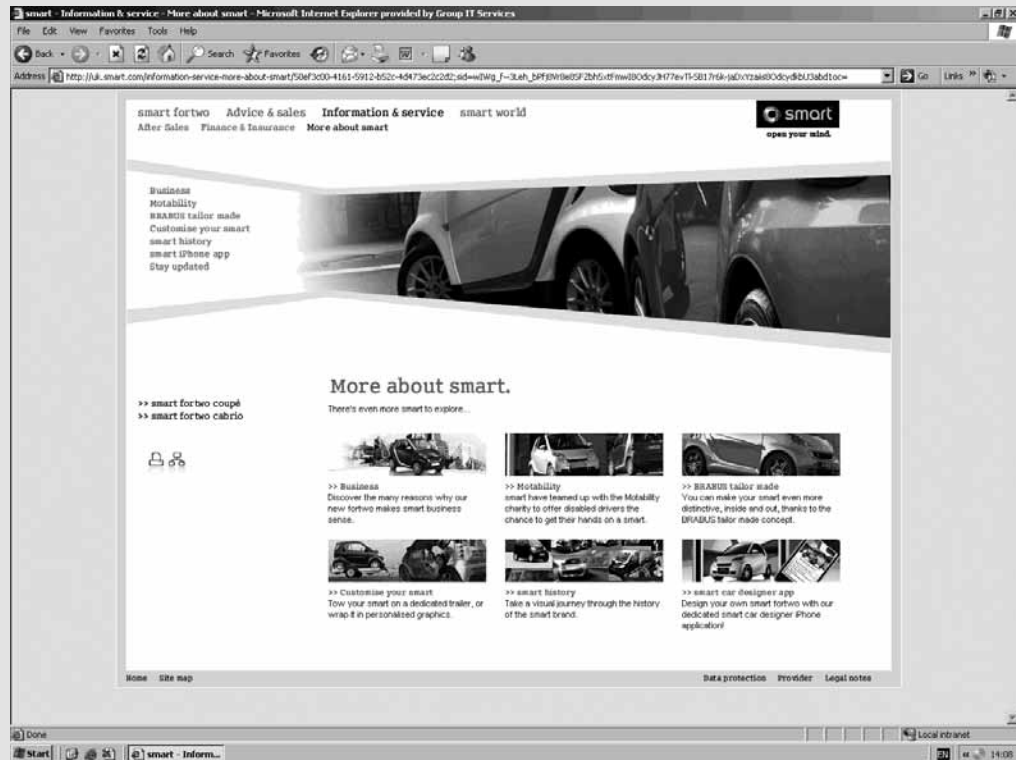 smart - Information & service - More about smart - Microsoft Internet Explorer provided by Group IT Services
File Edit View Favorites Tools Help
Back Search Favorites
Address Go Links
smart fortwo Advice & sales Information & service smart world
After Sales Finance & Insurance More about smart
smart
open your mind.
Business
Motability
BRABUS tailor made
Customise your smart
smart history
smart iPhone app
Stay updated
>> smart fortwo coupé
>> smart fortwo cabrio
More about smart.
There's even more smart to explore...
>> Business
Discover the many reasons why our
new fortwo makes smart business
sense.
>> Motability
smart have teamed up with the Motability
charity to offer disabled drivers the
chance to get their hands on a smart.
>> BRABUS tailor made
You can make your smart even more
distinctive, inside and out, thanks to the
BRABUS tailor made concept.
>> Customise your smart
Tow your smart on a dedicated trailer, or
wrap it in personalised graphics.
>> smart history
Take a visual journey through the history
of the smart brand.
>> smart car designer app
Design your own smart fortwo with our
dedicated smart car designer iPhone
application!
Home Site map
Data protection Provider Legal notes
Done
Local intranet
Start
smart - Inform...
EN
14:08